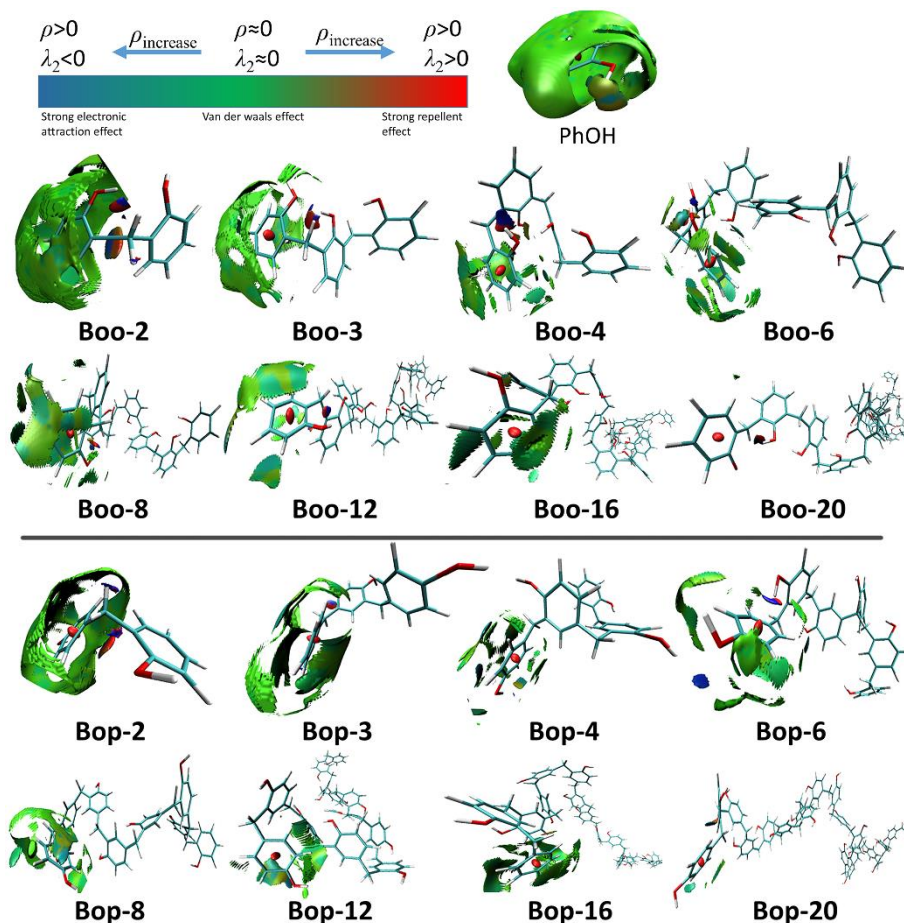 ρ>0 ρincrease ρ≈0 ρincrease ρ>0
λ2<0 λ2≈0 λ2>0
Strong electronic attraction effect
Van der waals effect
Strong repellent effect
PhOH
Boo-2 Boo-3 Boo-4 Boo-6
Boo-8 Boo-12 Boo-16 Boo-20
Bop-2 Bop-3 Bop-4 Bop-6
Bop-8 Bop-12 Bop-16 Bop-20